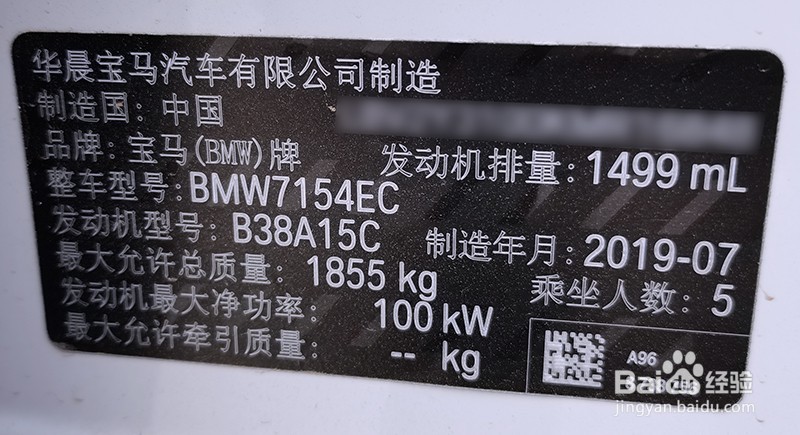 华晨宝马汽车有限公司制造
制造国：中国
品牌：宝马(BMW)牌 发动机排量：1499 mL
整车型号：BMW7154EC
发动机型号：B38A15C 制造年月：2019-07
最大允许总质量：1855 kg 乘坐人数：5
发动机最大净功率：100 kW
最大允许牵引质量：-- kg
A96
Baidu经验
jingyan.baidu.com